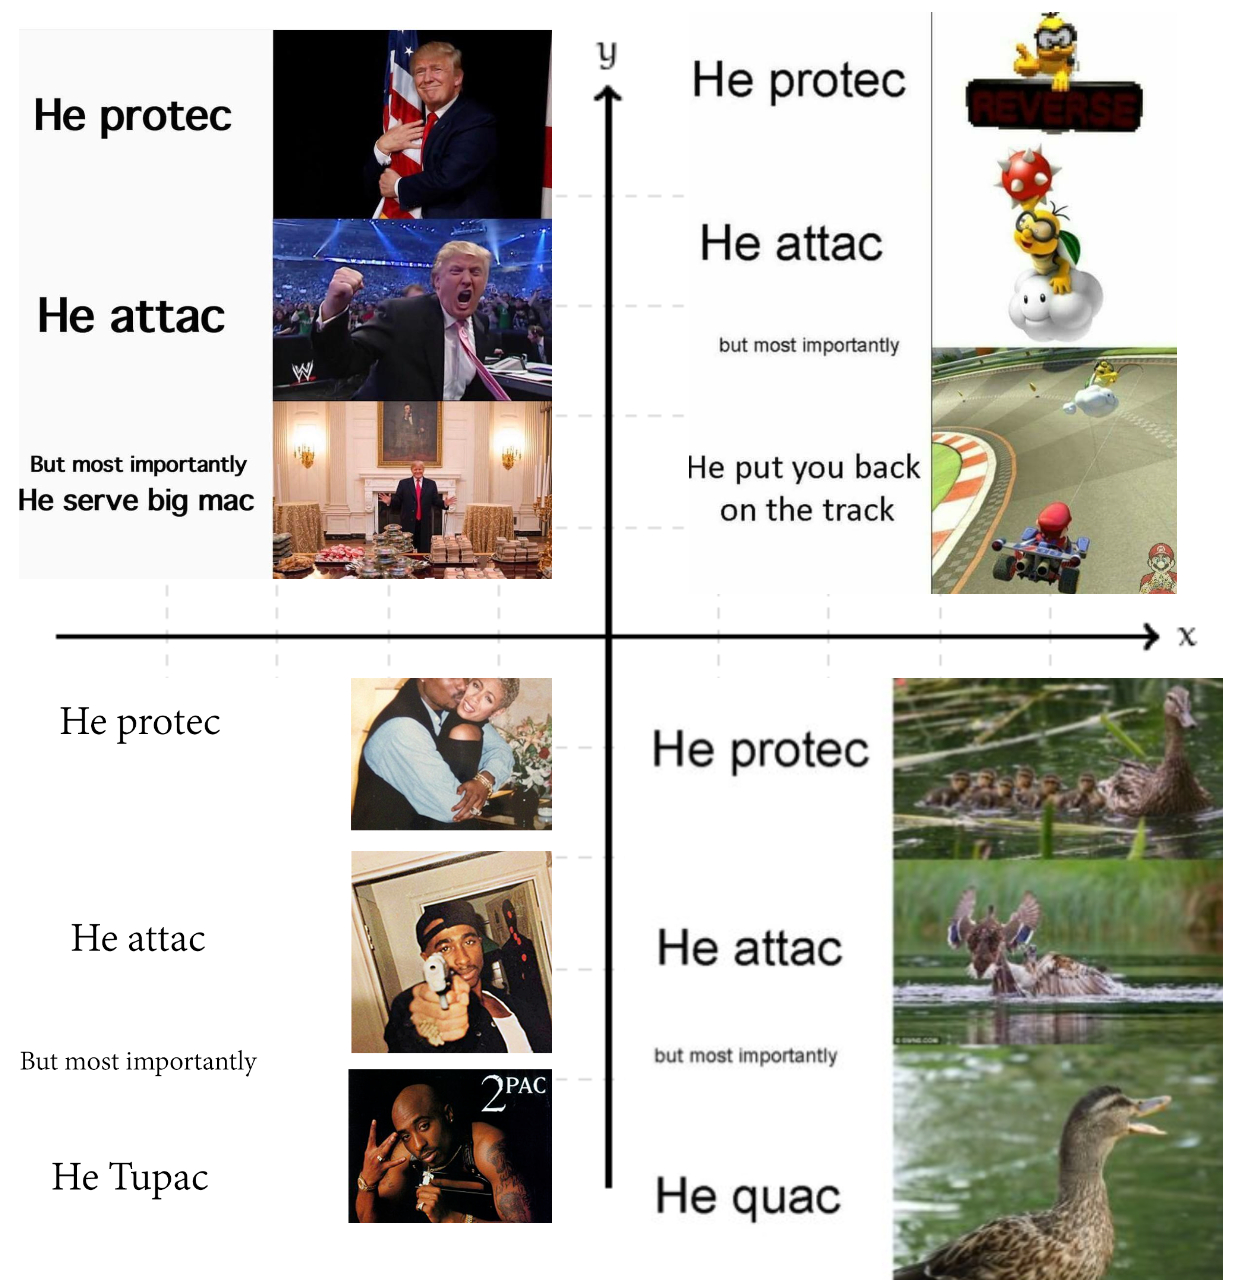 He protec
He attac
But most importantly
He serve big mac
W
y
He protec
REVERSE
He attac
but most importantly
He put you back
on the track
x
He protec
He attac
But most importantly
2PAC
He Tupac
He protec
He attac
but most importantly
He quac